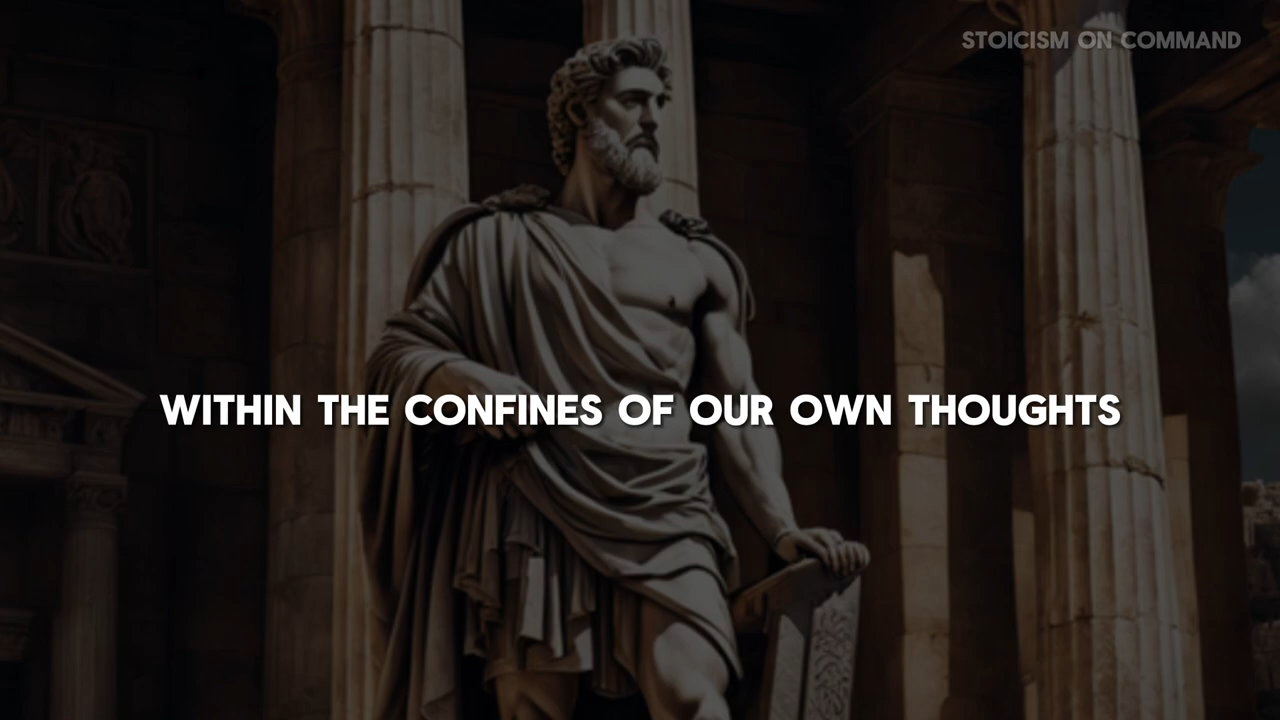 STOICISM ON COMMAND
WITHIN THE CONFINES OF OUR OWN THOUGHTS